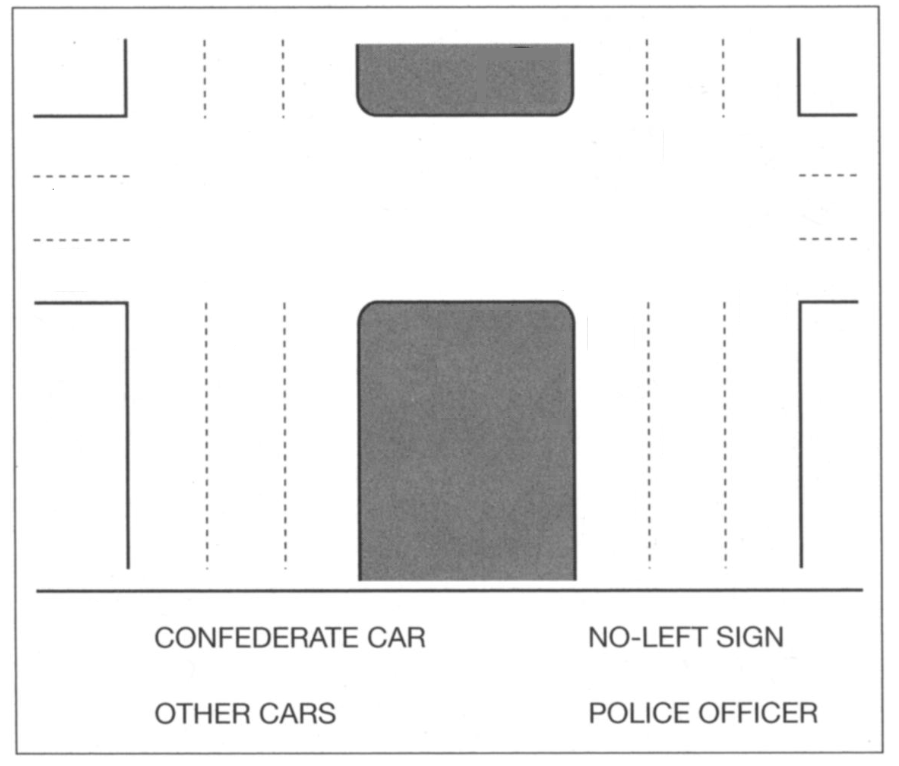 CONFEDERATE CAR
NO-LEFT SIGN
OTHER CARS
POLICE OFFICER